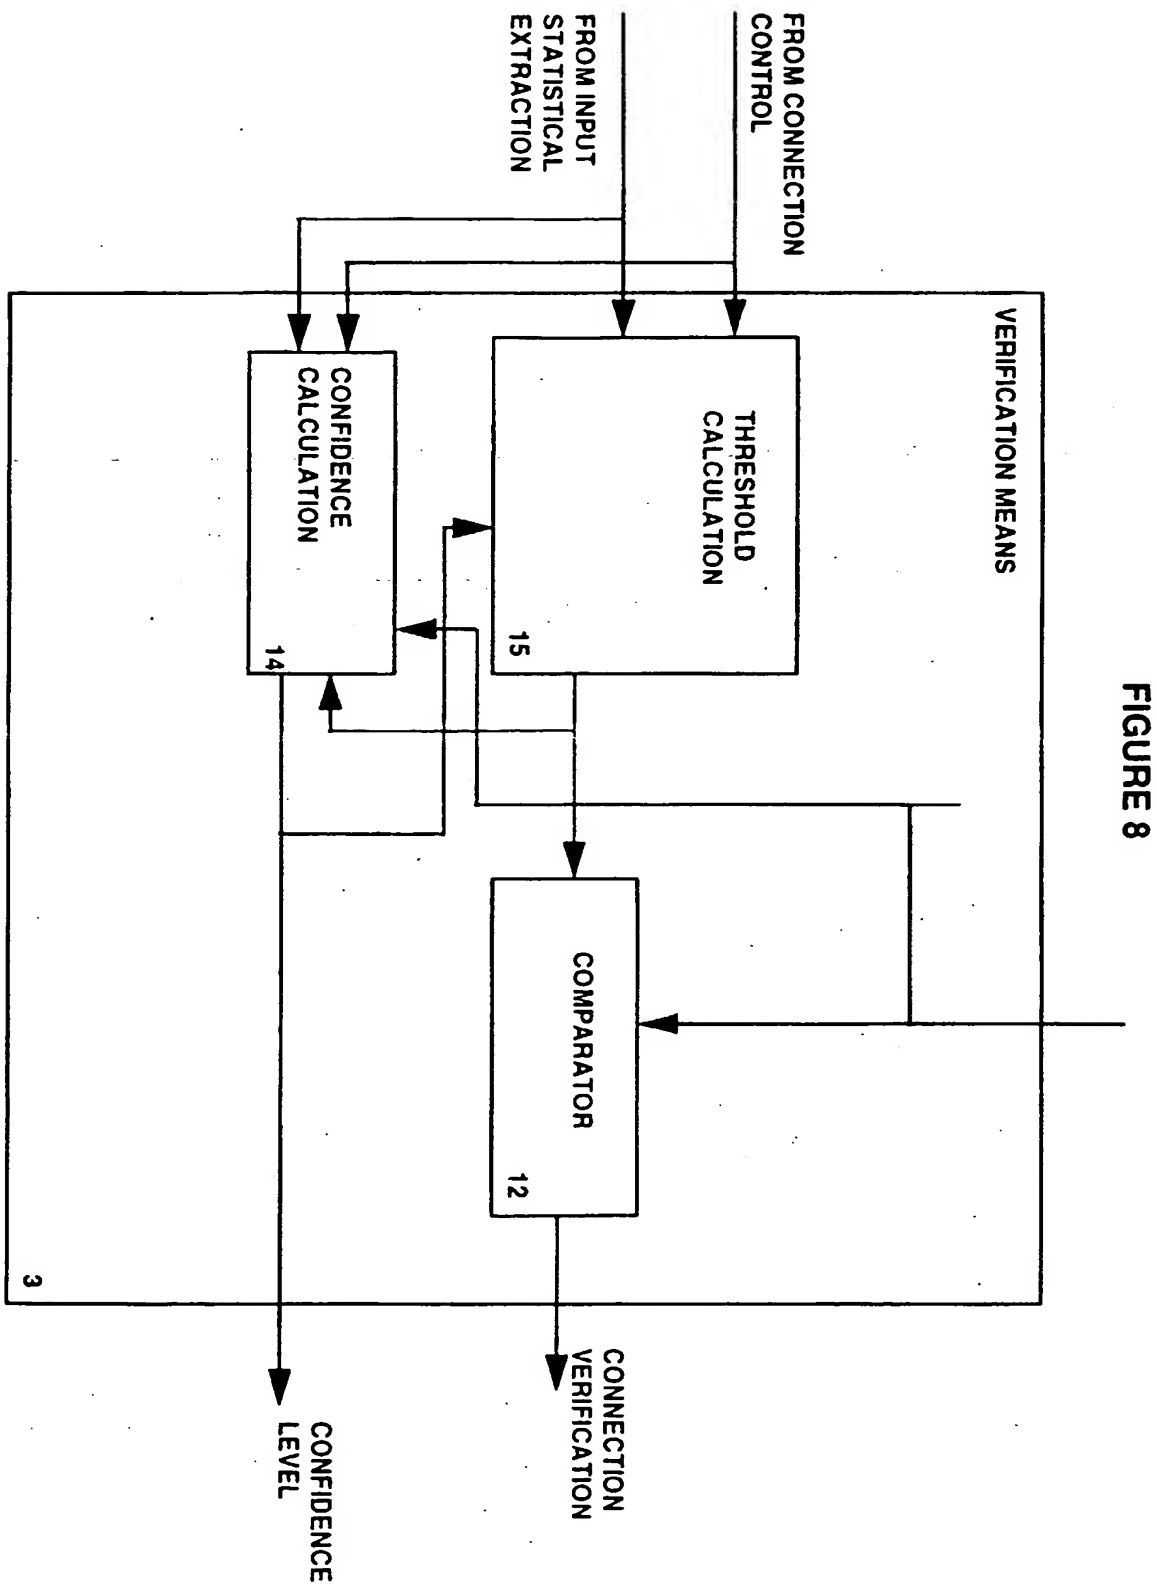 FIGURE 8
VERIFICATION MEANS
FROM CONNECTION
CONTROL
FROM INPUT
STATISTICAL
EXTRACTION
THRESHOLD
CALCULATION
15
CONFIDENCE
CALCULATION
14
COMPARATOR
12
CONNECTION
VERIFICATION
CONFIDENCE
LEVEL
3